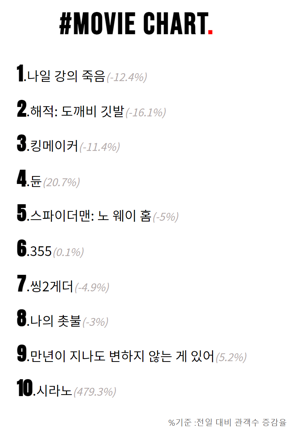 #MOVIE CHART.
1.나일 강의 죽음(-12.4%)
2.해적: 도깨비 깃발(-16.1%)
3.킹메이커(-11.4%)
4.듄(20.7%)
5.스파이더맨: 노 웨이 홈(-5%)
6.355(0.1%)
7.씽2게더(-4.9%)
8.나의 촛불(-3%)
9.만년이 지나도 변하지 않는 게 있어(5.2%)
10.시라노(479.3%)
%기준 :전일 대비 관객수 증감율